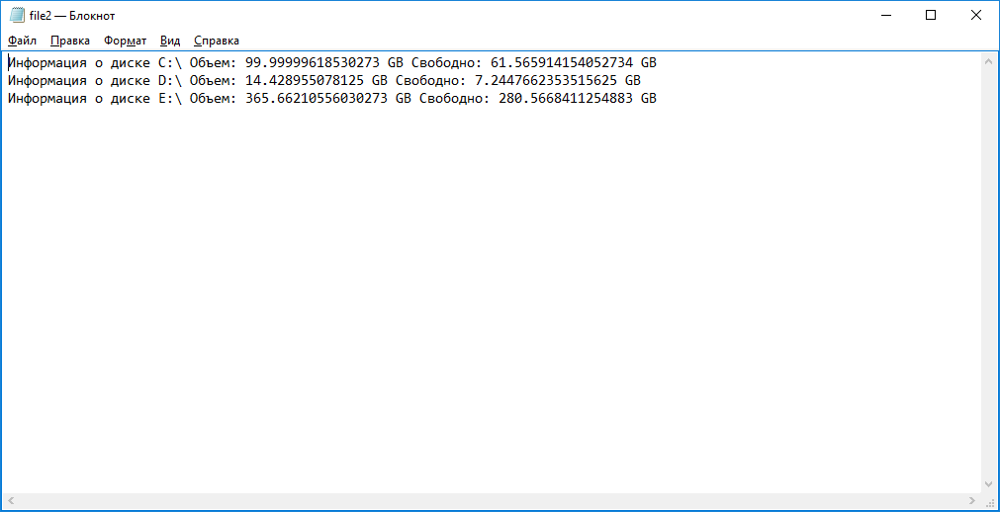 file2 — Блокнот
Файл Правка Формат Вид Справка
Информация о диске C:\ Объем: 99.99999618530273 GB Свободно: 61.565914154052734 GB
Информация о диске D:\ Объем: 14.428955078125 GB Свободно: 7.2447662353515625 GB
Информация о диске E:\ Объем: 365.66210556030273 GB Свободно: 280.5668411254883 GB